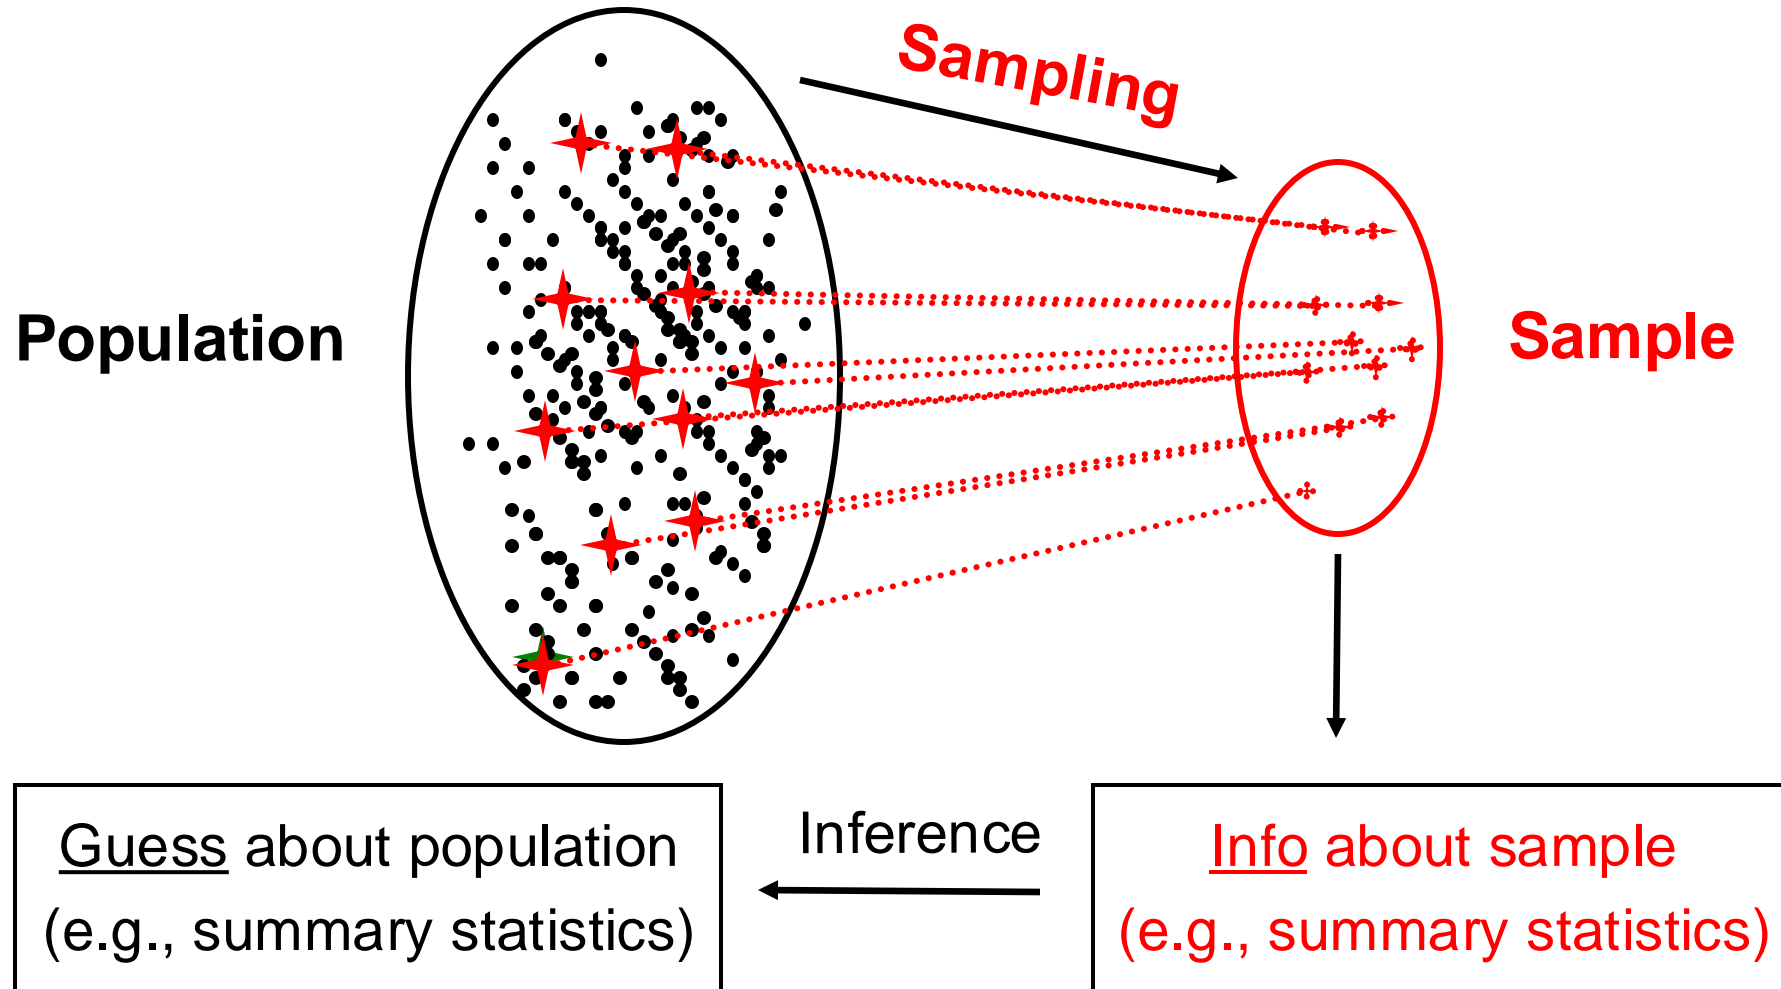 Sampling
Population
Sample
Guess about population
(e.g., summary statistics)
Inference
Info about sample
(e.g., summary statistics)